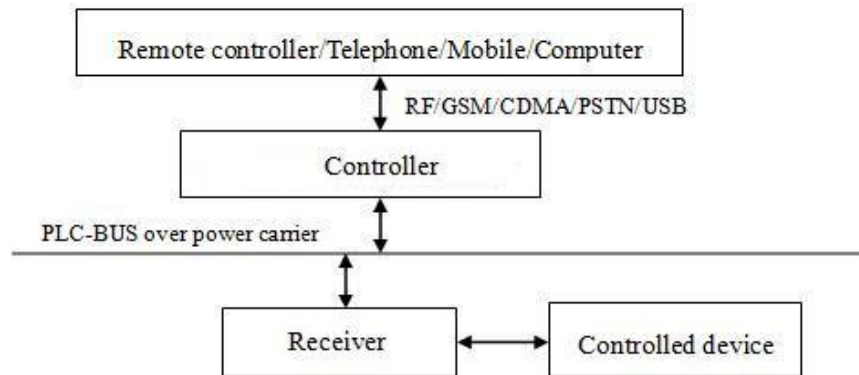 Remote controller/Telephone/Mobile/Computer
RF/GSM/CDMA/PSTN/USB
Controller
PLC-BUS over power carrier
Receiver
Controlled device